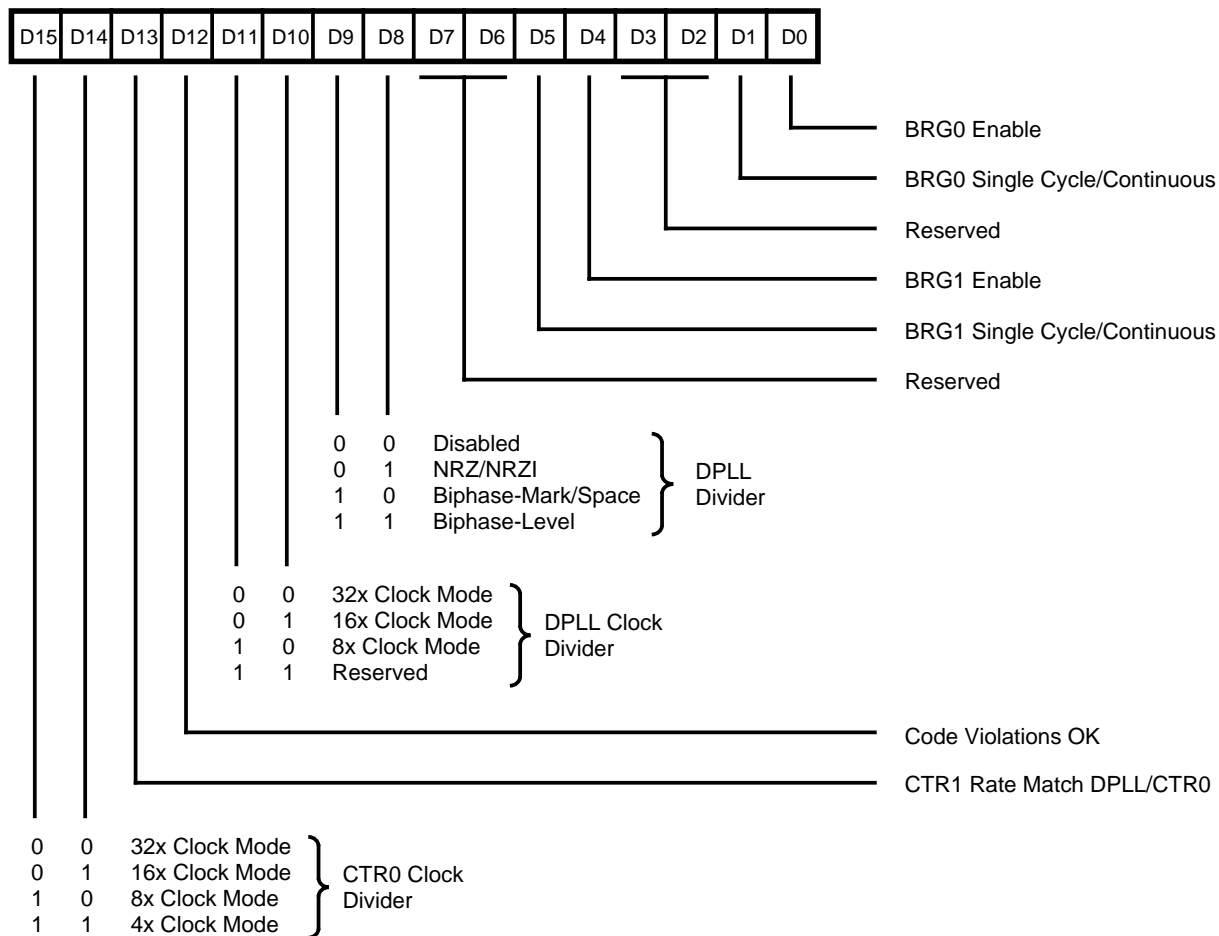 D15 D14 D13 D12 D11 D10 D9 D8 D7 D6 D5 D4 D3 D2 D1 D0
BRG0 Enable
BRG0 Single Cycle/Continuous
Reserved
BRG1 Enable
BRG1 Single Cycle/Continuous
Reserved
0 0 Disabled
0 1 NRZ/NRZI
1 0 Biphase-Mark/Space
1 1 Biphase-Level
DPLL
Divider
0 0 32x Clock Mode
0 1 16x Clock Mode
1 0 8x Clock Mode
1 1 Reserved
DPLL Clock
Divider
Code Violations OK
CTR1 Rate Match DPLL/CTR0
0 0 32x Clock Mode
0 1 16x Clock Mode
1 0 8x Clock Mode
1 1 4x Clock Mode
CTR0 Clock
Divider